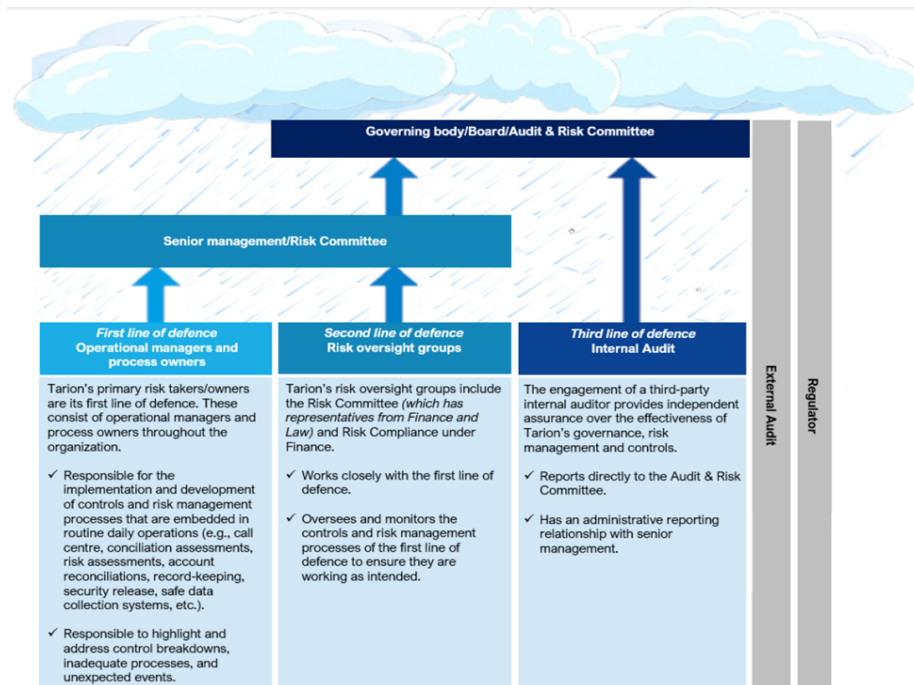 Governing body/Board/Audit & Risk Committee
Senior management/Risk Committee
First line of defence
Operational managers and
process owners
Tarion's primary risk takers/owners
are its first line of defence. These
consist of operational managers and
process owners throughout the
organization.
✓ Responsible for the
implementation and development
of controls and risk management
processes that are embedded in
routine daily operations (e.g., call
centre, conciliation assessments,
risk assessments, account
reconciliations, record-keeping,
security release, safe data
collection systems, etc.).
✓ Responsible to highlight and
address control breakdowns,
inadequate processes, and
unexpected events.
Second line of defence
Risk oversight groups
Tarion's risk oversight groups include
the Risk Committee (which has
representatives from Finance and
Law) and Risk Compliance under
Finance.
✓ Works closely with the first line of
defence.
✓ Oversees and monitors the
controls and risk management
processes of the first line of
defence to ensure they are
working as intended.
Third line of defence
Internal Audit
The engagement of a third-party
internal auditor provides independent
assurance over the effectiveness of
Tarion's governance, risk
management and controls.
✓ Reports directly to the Audit & Risk
Committee.
✓ Has an administrative reporting
relationship with senior
management.
External Audit
Regulator